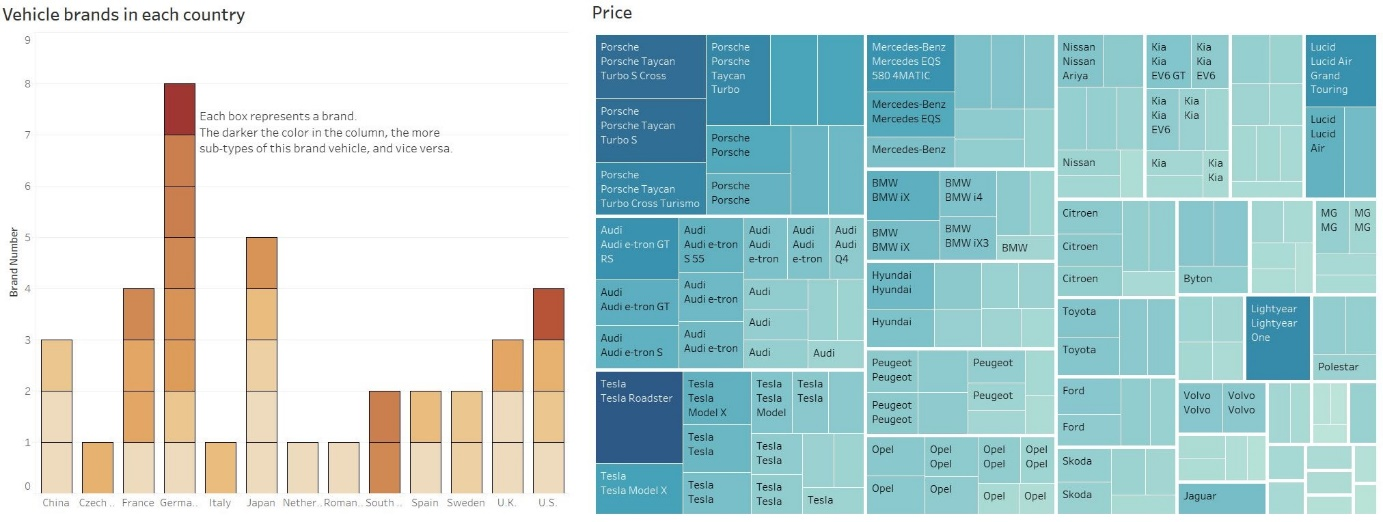 Vehicle brands in each country
9
8
7
6
5
4
3
2
1
0
Brand Number
Each box represents a brand.
The darker the color in the column, the more
sub-types of this brand vehicle, and vice versa.
China
Czech ..
France
Germa..
Italy
Japan
Nether..
Roman..
South ..
Spain
Sweden
U.K.
U.S.
Price
Porsche
Porsche Taycan
Turbo S Cross
Porsche
Porsche Taycan
Turbo S
Porsche
Porsche Taycan
Turbo Cross Turismo
Porsche
Porsche
Taycan
Turbo
Porsche
Porsche
Porsche
Porsche
Audi
Audi e-tron GT
RS
Audi
Audi e-tron GT
Audi
Audi e-tron S
Audi
Audi e-tron
S 55
Audi
Audi e-tron
Audi
Audi e-tron
Audi
Audi
e-tron
Audi
Audi
e-tron
Audi
Audi
Q4
Audi
Audi
Audi
Audi
Tesla
Tesla Roadster
Tesla
Tesla Model X
Tesla
Tesla
Model X
Tesla
Tesla
Tesla
Tesla
Tesla
Tesla
Model
Tesla
Tesla
Tesla
Tesla
Tesla
Tesla
Tesla
Mercedes-Benz
Mercedes EQS
580 4MATIC
Mercedes-Benz
Mercedes EQS
Mercedes-Benz
BMW
BMW iX
BMW
BMW iX
BMW
BMW i4
BMW
BMW iX3
BMW
Hyundai
Hyundai
Hyundai
Peugeot
Peugeot
Peugeot
Peugeot
Peugeot
Peugeot
Opel
Opel
Opel
Opel
Opel
Opel
Opel
Opel
Opel
Opel
Opel
Nissan
Nissan
Ariya
Nissan
Kia
Kia
EV6 GT
Kia
Kia
EV6
Kia
Kia
EV6
Kia
Kia
Kia
Kia
Kia
Lucid
Lucid Air
Grand
Touring
Lucid
Lucid
Air
Citroen
Citroen
Citroen
Byton
MG
MG
MG
MG
Toyota
Toyota
Lightyear
Lightyear
One
Polestar
Ford
Ford
Volvo
Volvo
Volvo
Volvo
Skoda
Skoda
Jaguar